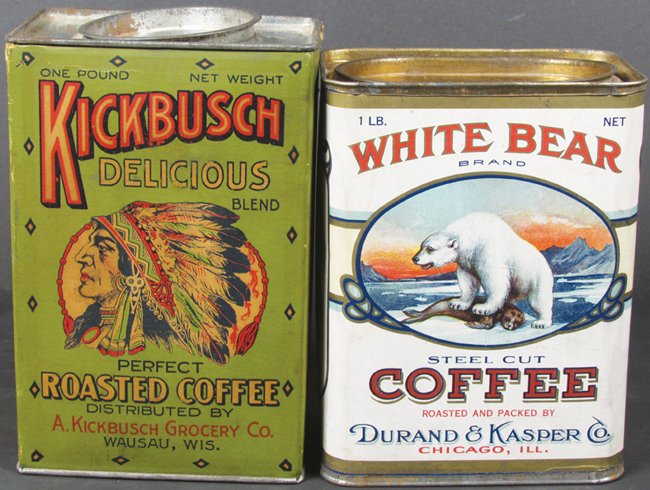 ONE POUND NET WEIGHT
KICKBUSCH
DELICIOUS
BLEND
PERFECT
ROASTED COFFEE
DISTRIBUTED BY
A. KICKBUSCH GROCERY CO.
WAUSAU, WIS.
1 LB. NET
WHITE BEAR
BRAND
STEEL CUT
COFFEE
ROASTED AND PACKED BY
DURAND & KASPER CO.
CHICAGO, ILL.